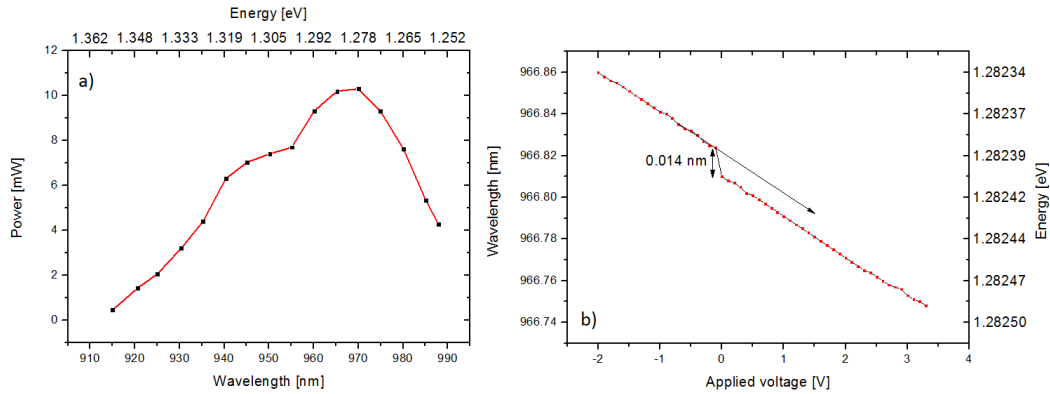 Energy [eV]
1.362 1.348 1.333 1.319 1.305 1.292 1.278 1.265 1.252
a)
12
10
8
6
4
2
0
Power [mW]
910 920 930 940 950 960 970 980 990
Wavelength [nm]
966.86
966.84
966.82
966.80
966.78
966.76
966.74
Wavelength [nm]
0.014 nm
b)
1.28234
1.28237
1.28239
1.28242
1.28244
1.28247
1.28250
Energy [eV]
-2 -1 0 1 2 3 4
Applied voltage [V]